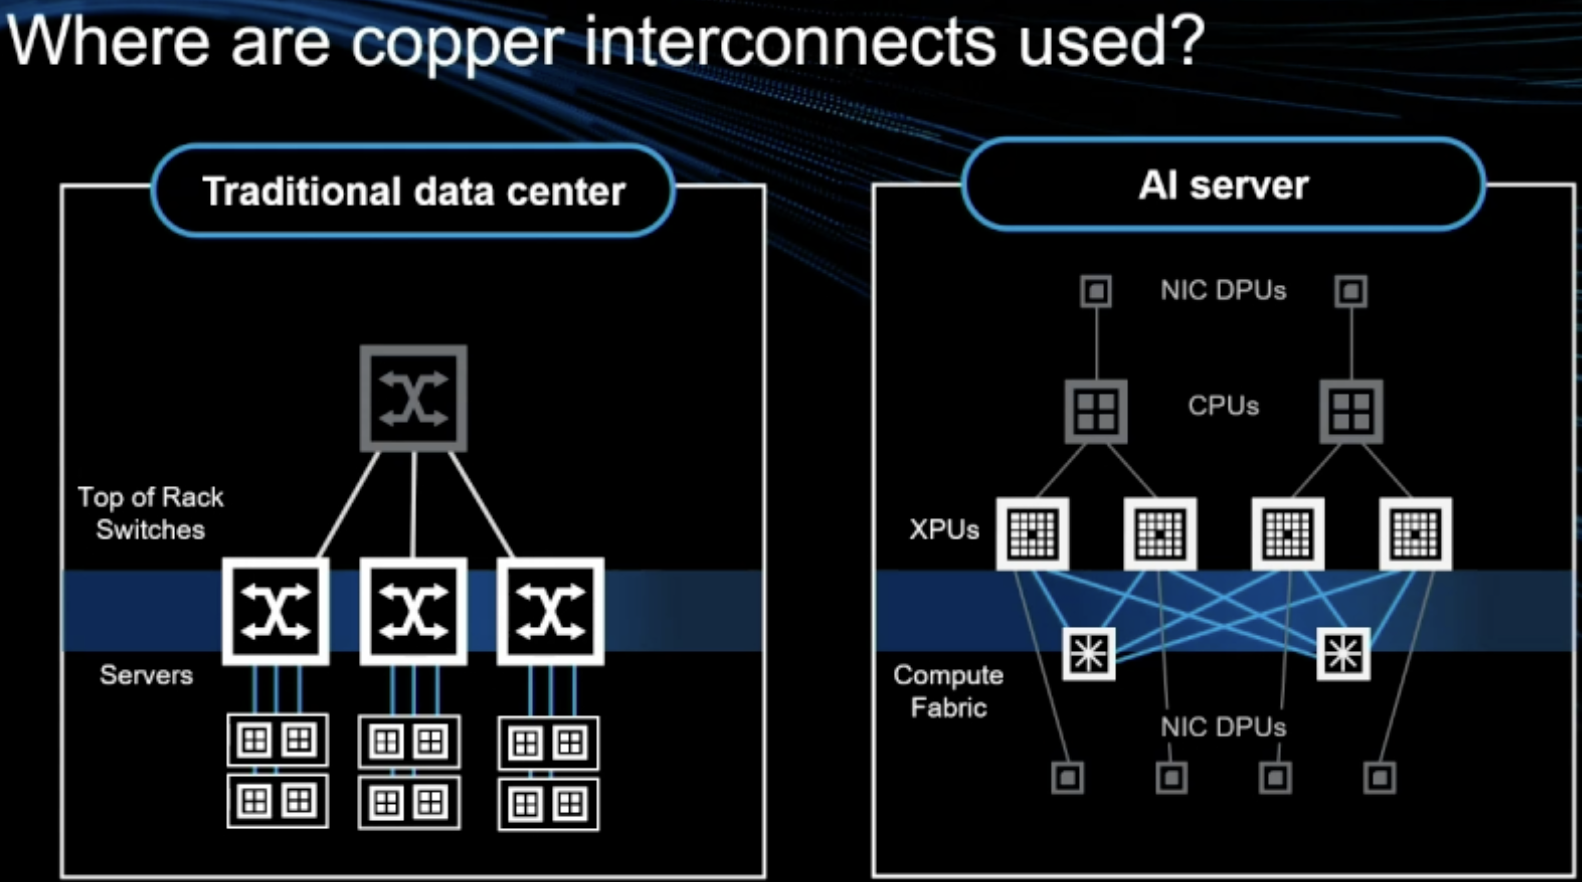 Where are copper interconnects used?
Traditional data center
Top of Rack
Switches
Servers
AI server
NIC DPUs
CPUs
XPUs
Compute
Fabric
NIC DPUs